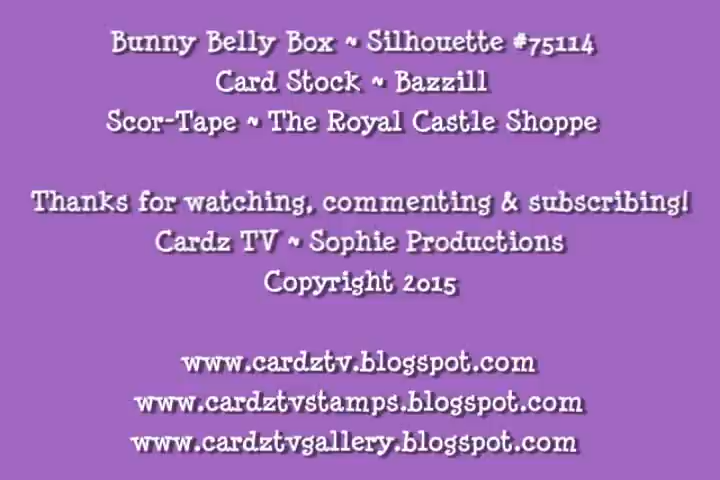 Bunny Belly Box ~ Silhouette #75114
Card Stock ~ Bazzill
Scor-Tape ~ The Royal Castle Shoppe
Thanks for watching, commenting & subscribing!
Cardz TV ~ Sophie Productions
Copyright 2015
www.cardztv.blogspot.com
www.cardztvstamps.blogspot.com
www.cardztvgallery.blogspot.com